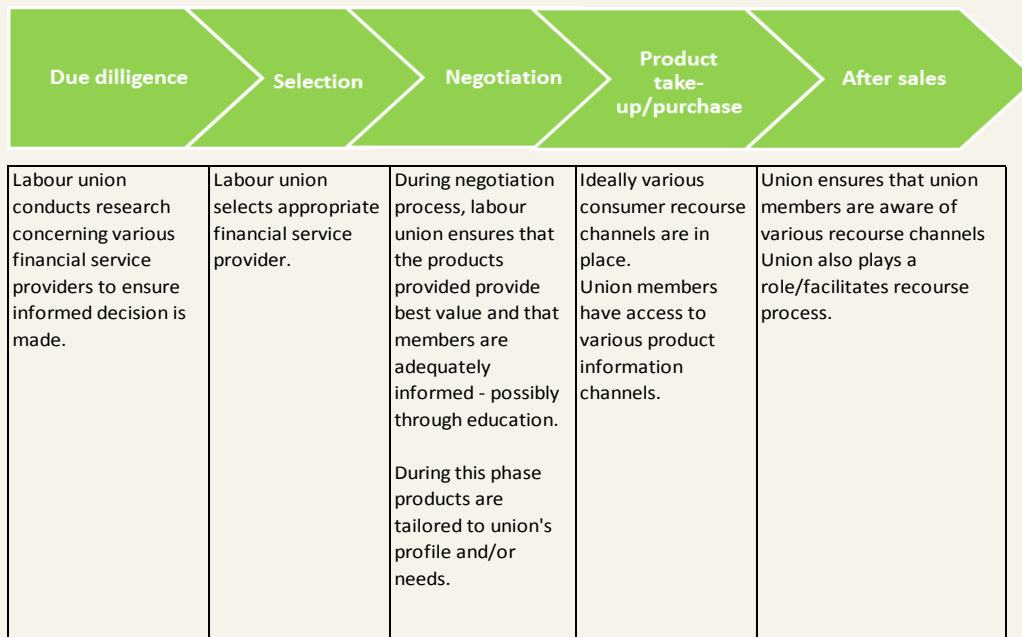 Due dilligence
Selection
Negotiation
Product
take-
up/purchase
After sales
Labour union
conducts research
concerning various
financial service
providers to ensure
informed decision is
made.
Labour union
selects appropriate
financial service
provider.
During negotiation
process, labour
union ensures that
the products
provided provide
best value and that
members are
adequately
informed - possibly
through education.
During this phase
products are
tailored to union's
profile and/or
needs.
Ideally various
consumer recourse
channels are in
place.
Union members
have access to
various product
information
channels.
Union ensures that union
members are aware of
various recourse channels
Union also plays a
role/facilitates recourse
process.